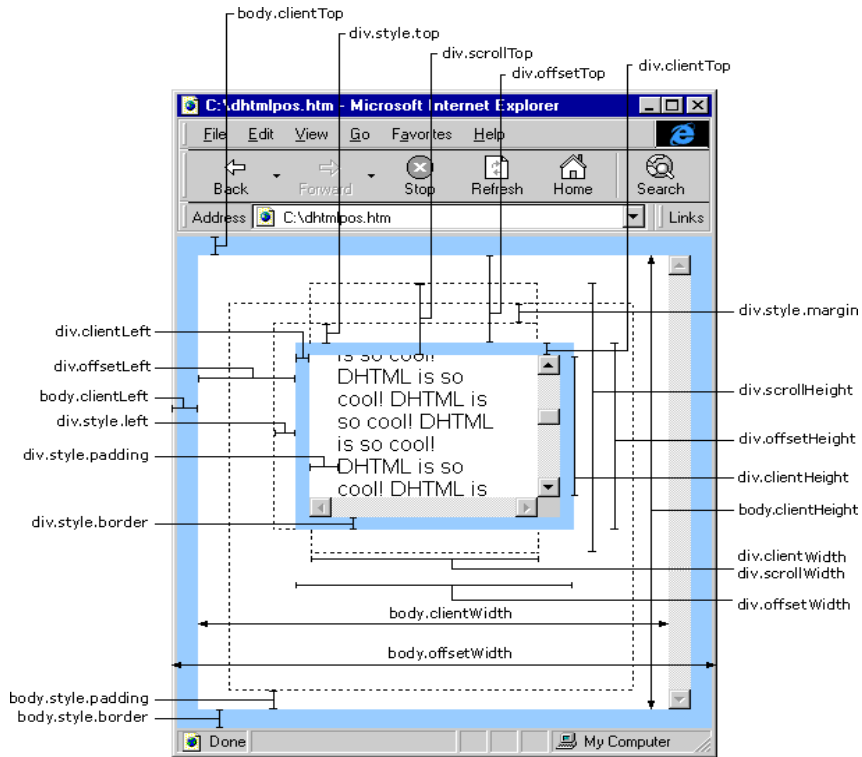 body.clientTop
div.style.top
div.scrollTop
div.offsetTop
div.clientTop
C:\dhtmlpos.htm - Microsoft Internet Explorer
File Edit View Go Favorites Help
Back
Forward
Stop
Refresh
Home
Search
Address C:\dhtmlpos.htm Links
div.style.margin
div.clientLeft
div.offsetLeft
body.clientLeft
div.style.left
div.style.padding
div.style.border
is so cool!
DHTML is so
cool! DHTML is
so cool! DHTML
is so cool!
DHTML is so
cool! DHTML is
div.scrollHeight
div.offsetHeight
div.clientHeight
body.clientHeight
div.clientWidth
div.scrollWidth
div.offsetWidth
body.clientWidth
body.offsetWidth
body.style.padding
body.style.border
Done
My Computer